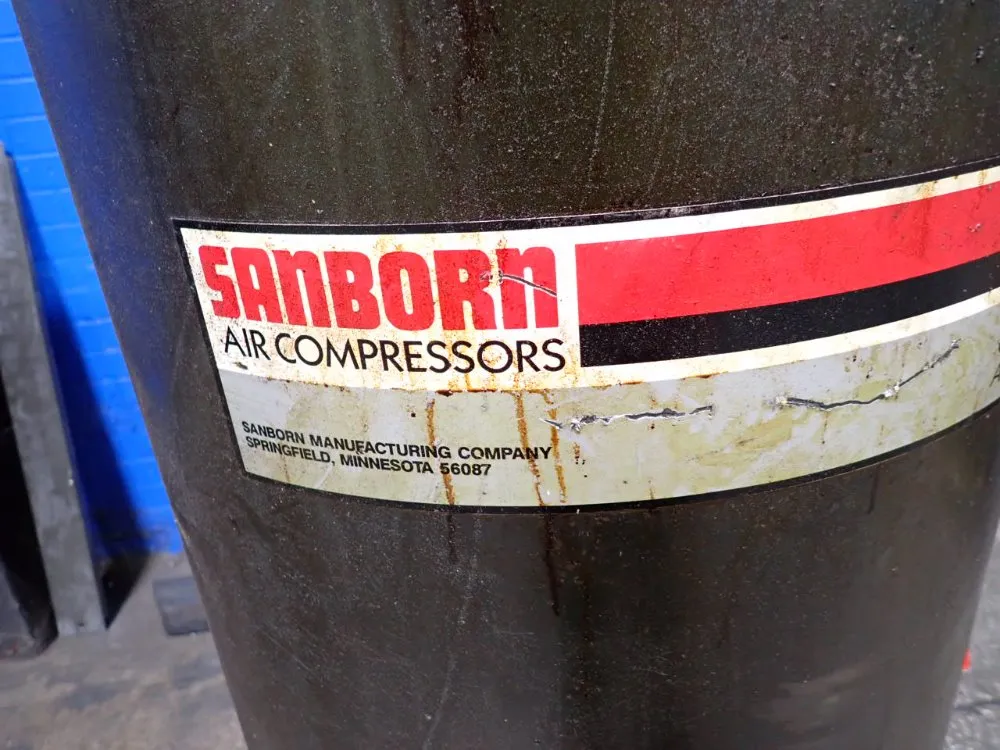 SANBORN
AIR COMPRESSORS
SANBORN MANUFACTURING COMPANY
SPRINGFIELD, MINNESOTA 56087